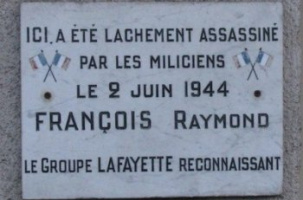 ICI, A ÉTÉ LACHEMENT ASSASSINÉ
PAR LES MILICIENS
LE 2 JUIN 1944
FRANÇOIS RAYMOND
LE GROUPE LAFAYETTE RECONNAISSANT